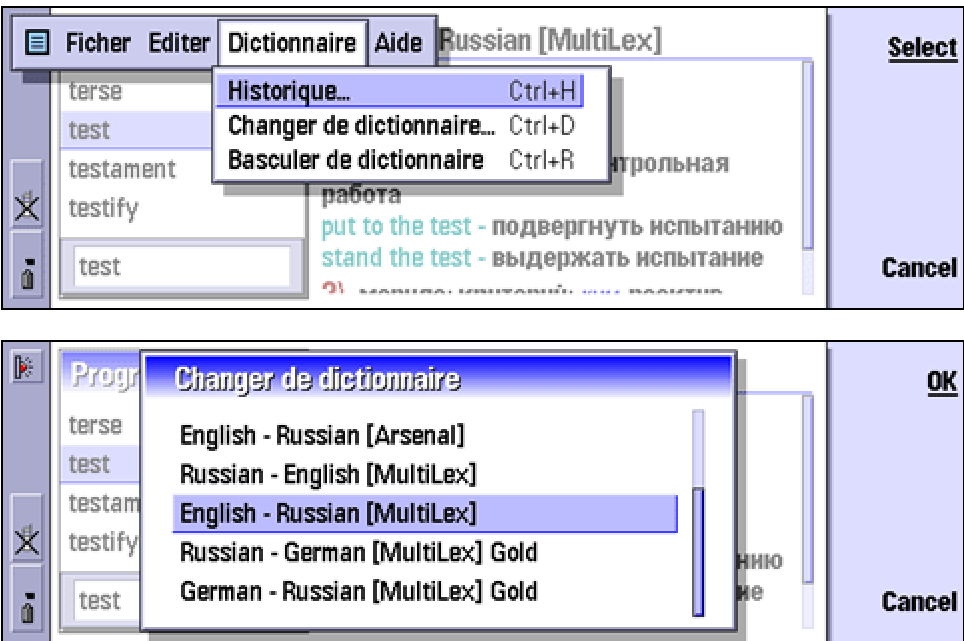 Ficher Editer Dictionnaire Aide Russian [MultiLex] Select
terse
Historique... Ctrl+H
test
Changer de dictionnaire... Ctrl+D
testament
Basculer de dictionnaire Ctrl+R
работа
testify
put to the test - подвергнуть испытанию
stand the test - выдержать испытание
test
Cancel
Changer de dictionnaire
OK
terse
English - Russian [Arsenal]
test
Russian - English [MultiLex]
English - Russian [MultiLex]
testify
Russian - German [MultiLex] Gold
German - Russian [MultiLex] Gold
test
Cancel